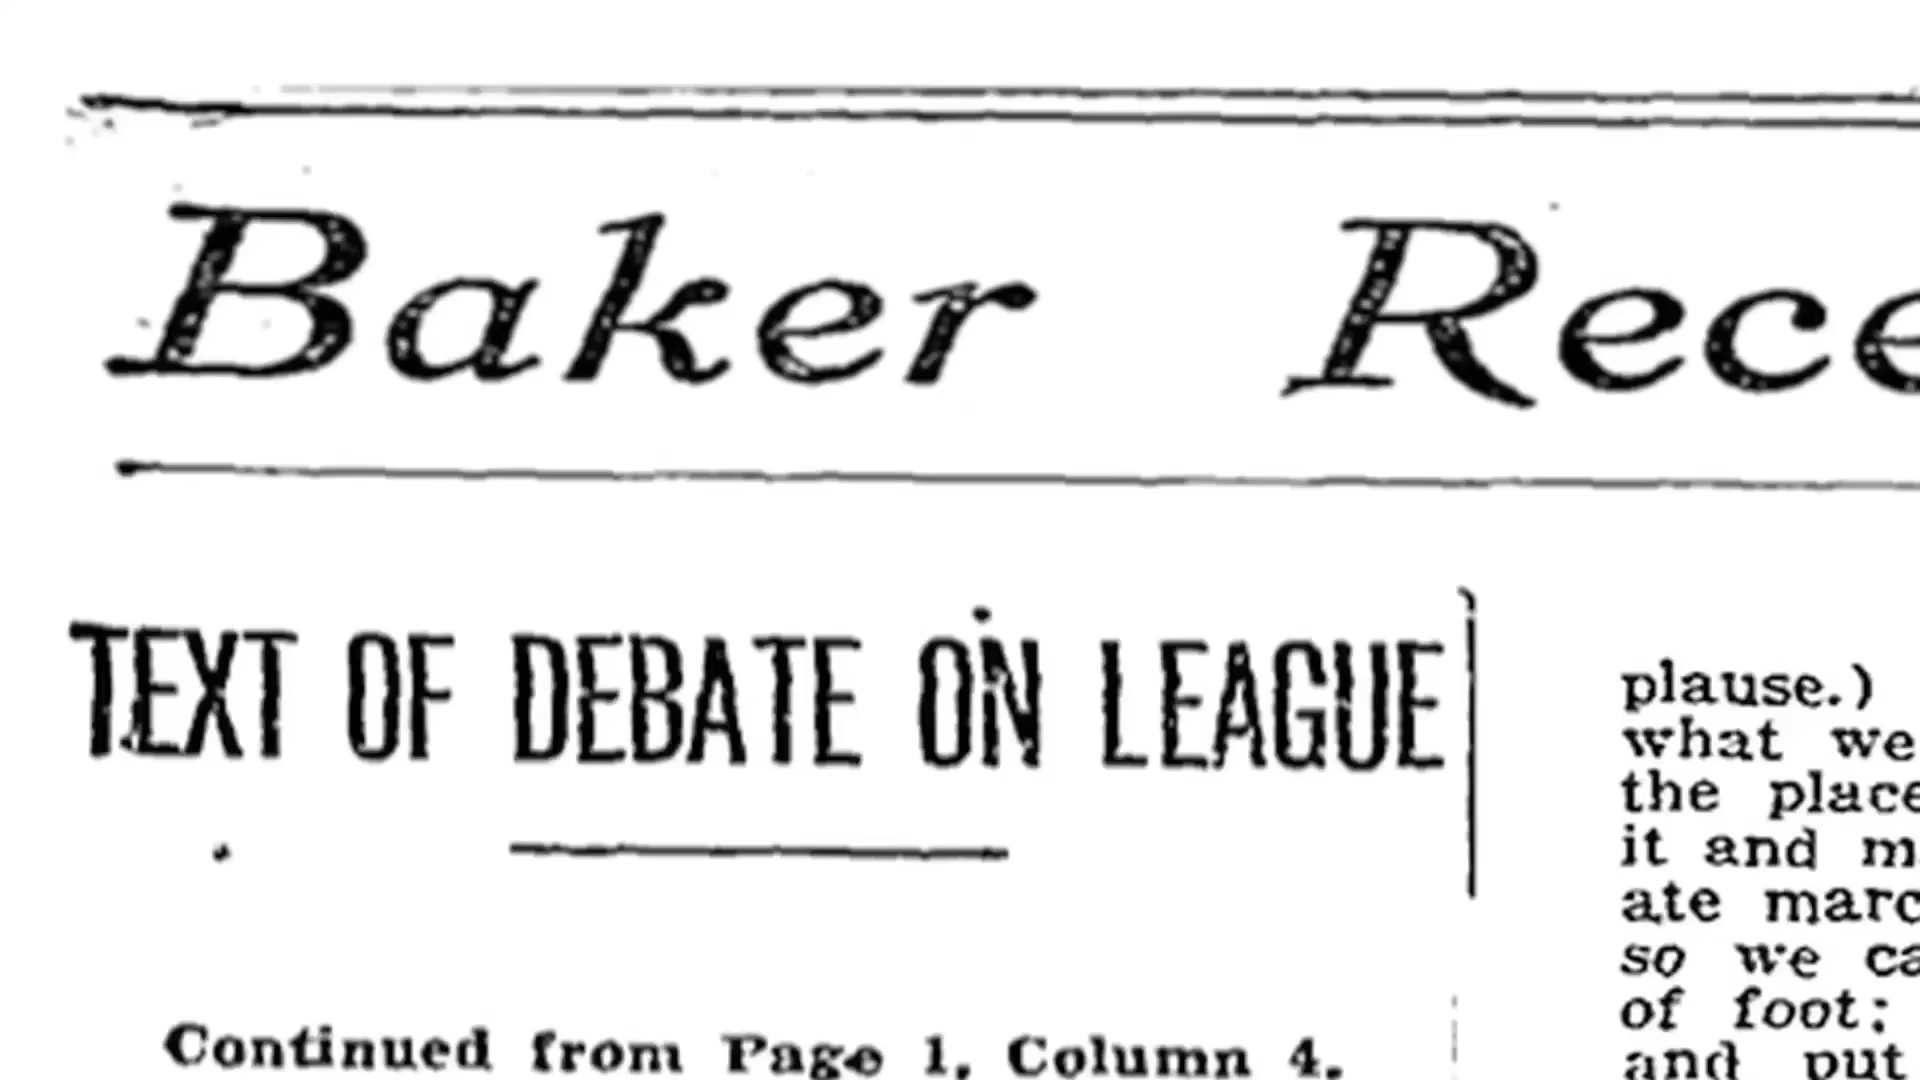 Baker Rece
TEXT OF DEBATE ON LEAGUE
Continued from Page 1, Column 4.
plause.)
what we
the place
it and m
ate marc
so we ca
of foot;
and put